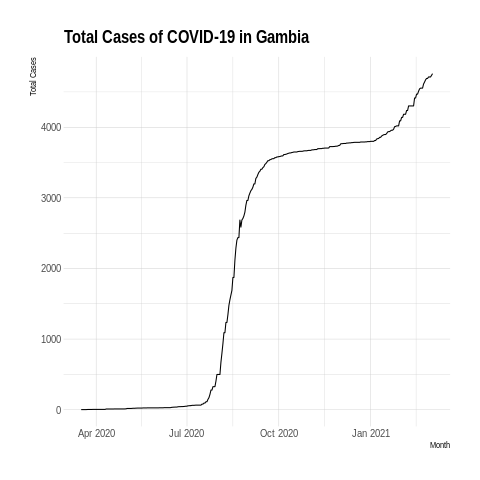 Total Cases of COVID-19 in Gambia
Total Cases
4000
3000
2000
1000
0
Apr 2020 Jul 2020 Oct 2020 Jan 2021
Month